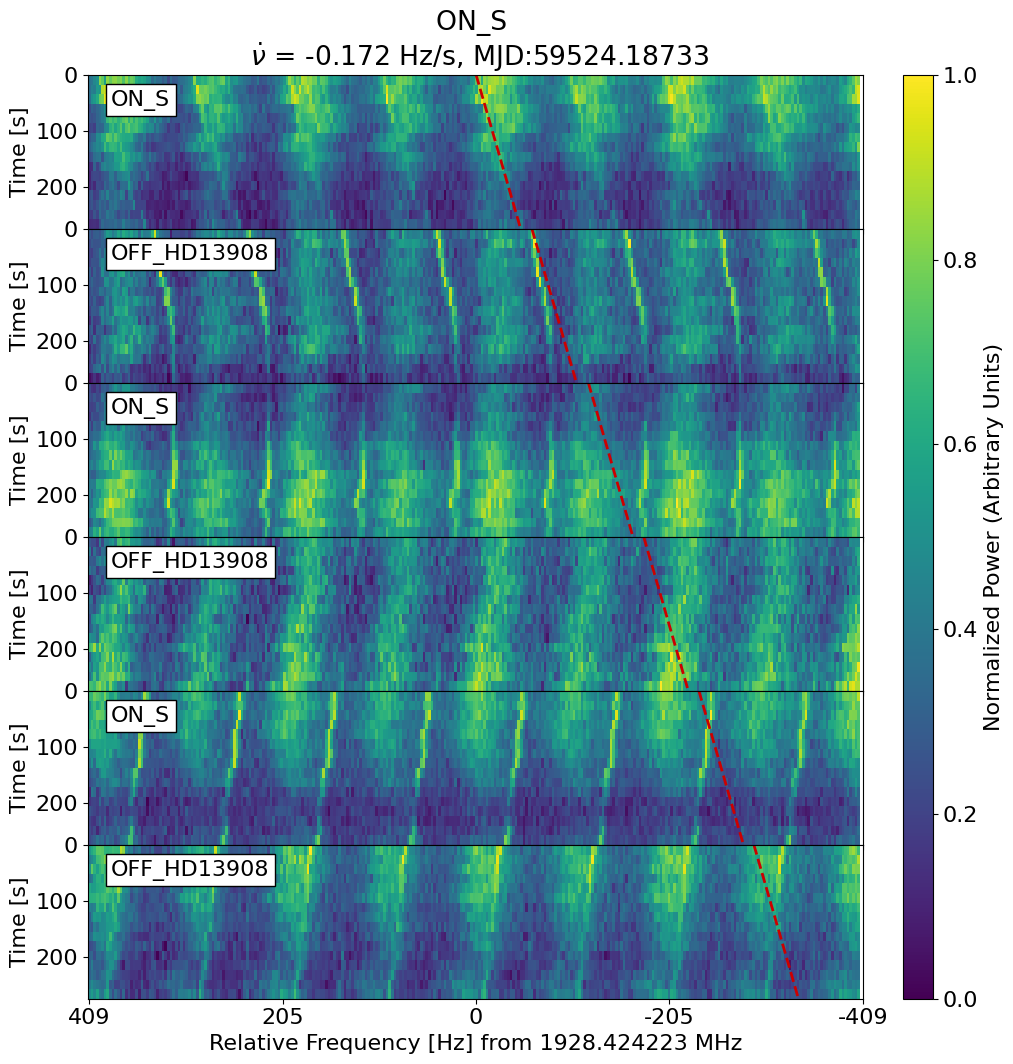 ON_S
ν̇ = -0.172 Hz/s, MJD:59524.18733
0
100
200
Time [s]
ON_S
0
100
200
Time [s]
OFF_HD13908
0
100
200
Time [s]
ON_S
0
100
200
Time [s]
OFF_HD13908
0
100
200
Time [s]
ON_S
0
100
200
Time [s]
OFF_HD13908
409
205
0
-205
-409
Relative Frequency [Hz] from 1928.424223 MHz
1.0
0.8
0.6
0.4
0.2
0.0
Normalized Power (Arbitrary Units)